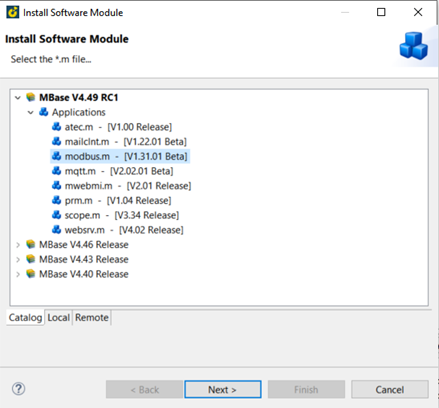 Install Software Module
Install Software Module
Select the *.m file...
MBase V4.49 RC1
Applications
atec.m - [V1.00 Release]
mailclnt.m - [V1.22.01 Beta]
modbus.m - [V1.31.01 Beta]
mqtt.m - [V2.02.01 Beta]
mwebmi.m - [V2.01 Release]
prm.m - [V1.04 Release]
scope.m - [V3.34 Release]
websrv.m - [V4.02 Release]
MBase V4.46 Release
MBase V4.43 Release
MBase V4.40 Release
Catalog Local Remote
? < Back Next > Finish Cancel